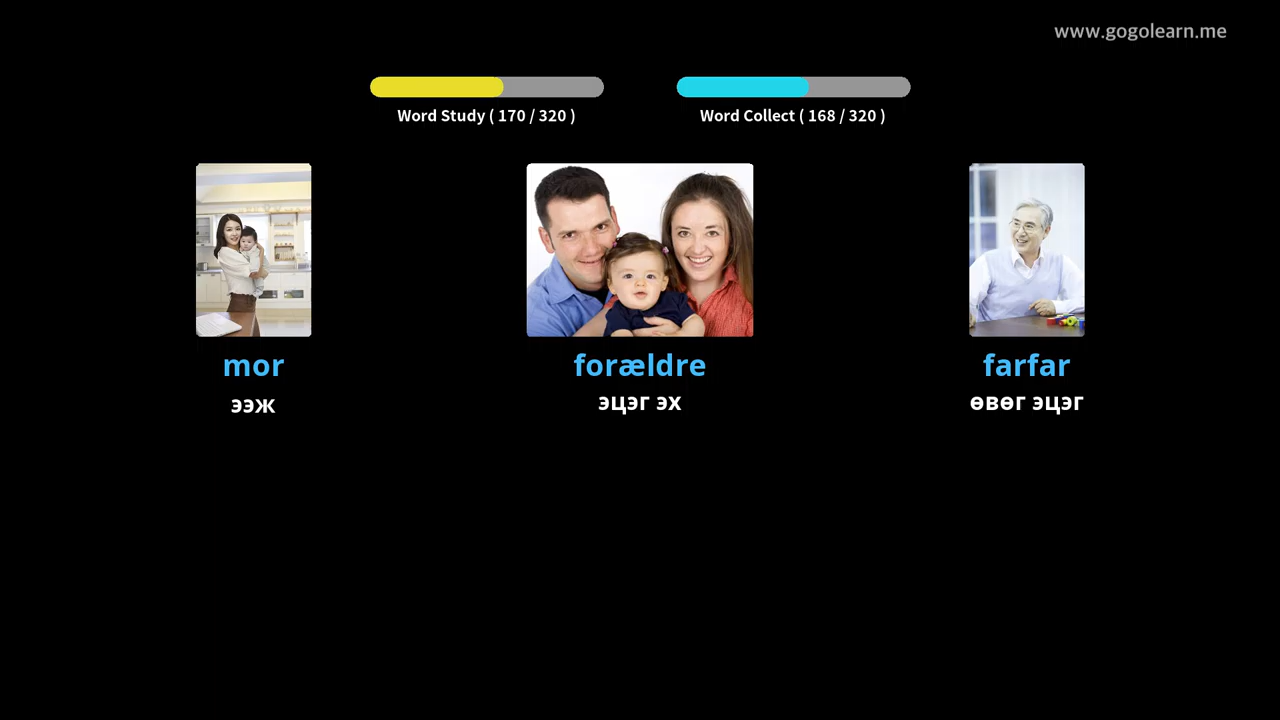 www.gogolearn.me
Word Study ( 170 / 320 )
Word Collect ( 168 / 320 )
mor
forældre
farfar
ээж
эцэг эх
өвөг эцэг